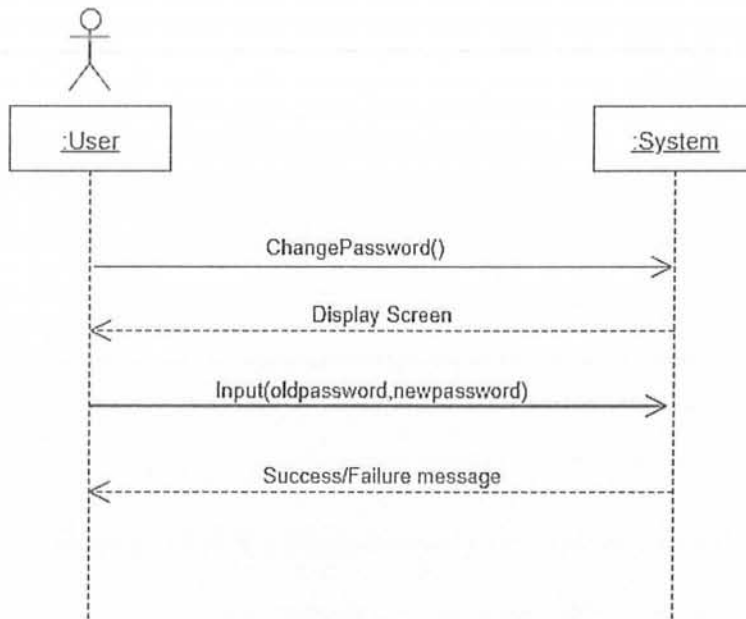 :User
:System
ChangePassword()
Display Screen
Input(oldpassword,newpassword)
Success/Failure message